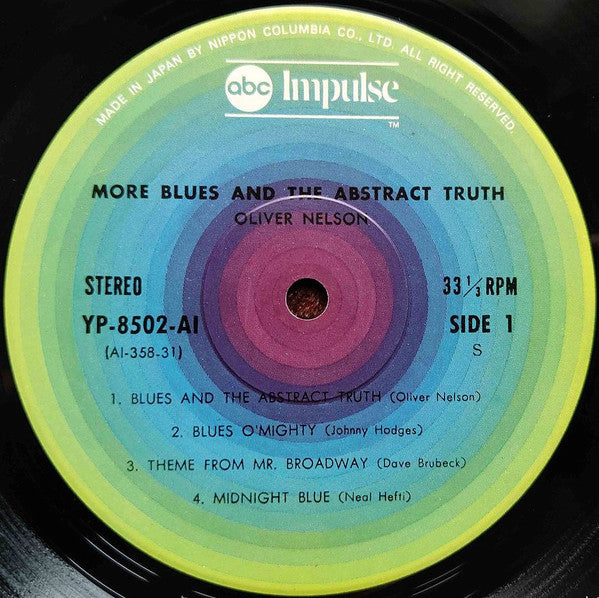 MADE IN JAPAN BY NIPPON COLUMBIA CO., LTD. ALL RIGHT RESERVED.
abc Impulse
™
MORE BLUES AND THE ABSTRACT TRUTH
OLIVER NELSON
STEREO 33 1/3 RPM
YP-8502-AI SIDE 1
(AI-358-31) S
1. BLUES AND THE ABSTRACT TRUTH (Oliver Nelson)
2. BLUES O'MIGHTY (Johnny Hodges)
3. THEME FROM MR. BROADWAY (Dave Brubeck)
4. MIDNIGHT BLUE (Neal Hefti)